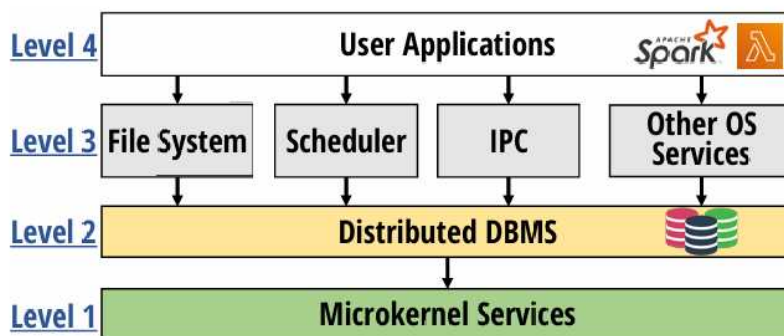 Level 4
User Applications
APACHE
Spark
λ
Level 3
File System
Scheduler
IPC
Other OS
Services
Level 2
Distributed DBMS
Level 1
Microkernel Services